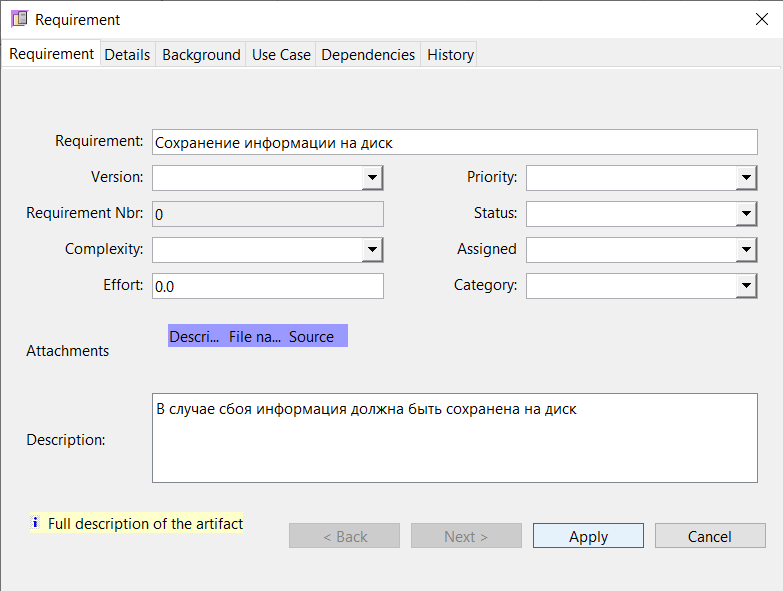 Requirement
Requirement Details Background Use Case Dependencies History
Requirement: Сохранение информации на диск
Version: Priority:
Requirement Nbr: 0 Status:
Complexity: Assigned
Effort: 0.0 Category:
Descri... File na... Source
Attachments
В случае сбоя информация должна быть сохранена на диск
Description:
Full description of the artifact
< Back Next > Apply Cancel